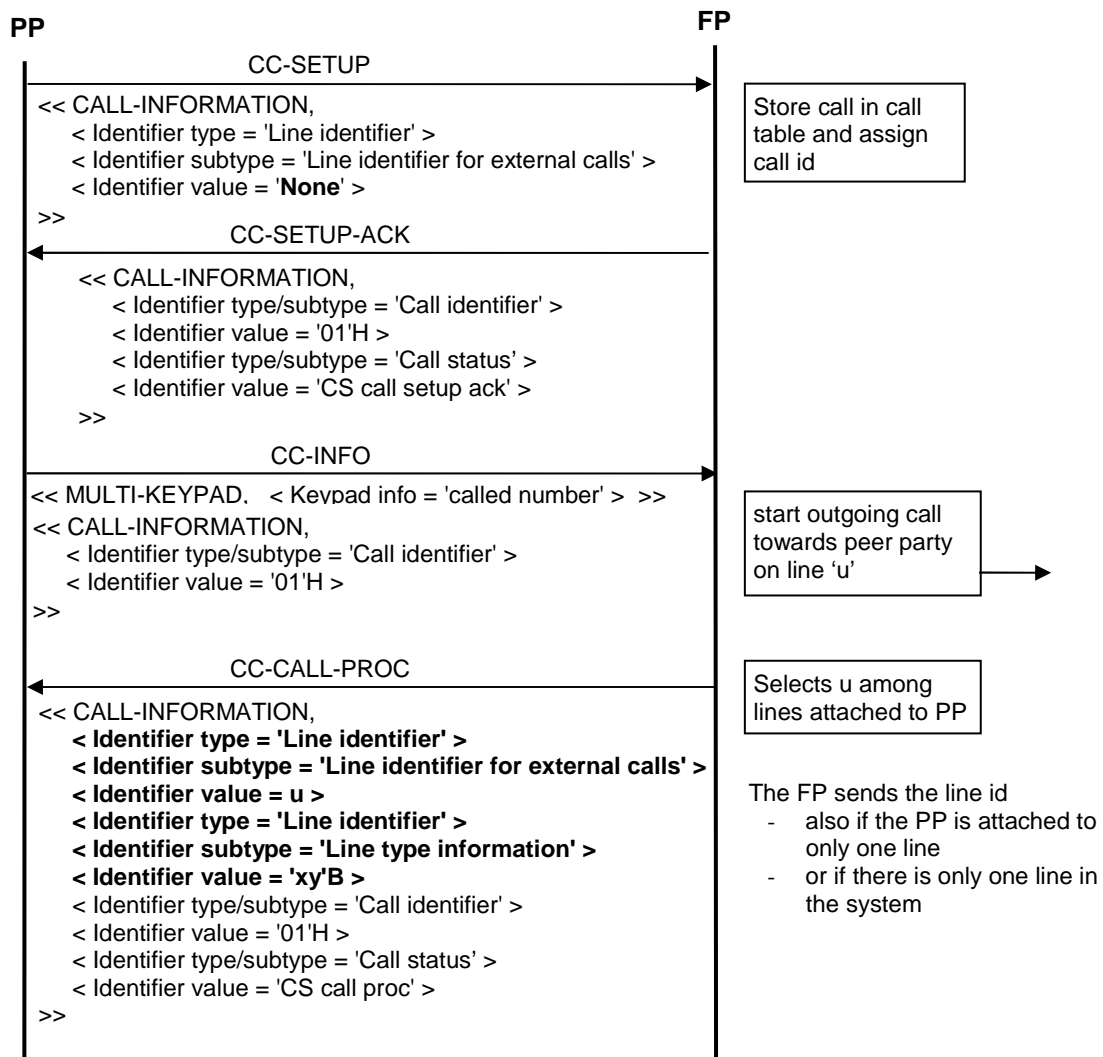 PP
FP
CC-SETUP
<< CALL-INFORMATION,
< Identifier type = 'Line identifier' >
< Identifier subtype = 'Line identifier for external calls' >
< Identifier value = 'None' >
>>
Store call in call
table and assign
call id
CC-SETUP-ACK
<< CALL-INFORMATION,
< Identifier type/subtype = 'Call identifier' >
< Identifier value = '01'H >
< Identifier type/subtype = 'Call status’ >
< Identifier value = 'CS call setup ack' >
>>
CC-INFO
<< MULTI-KEYPAD, < Keypad info = 'called number' > >>
<< CALL-INFORMATION,
< Identifier type/subtype = 'Call identifier' >
< Identifier value = '01'H >
>>
start outgoing call
towards peer party
on line ‘u’
CC-CALL-PROC
<< CALL-INFORMATION,
< Identifier type = 'Line identifier' >
< Identifier subtype = 'Line identifier for external calls' >
< Identifier value = u >
< Identifier type = 'Line identifier' >
< Identifier subtype = 'Line type information' >
< Identifier value = 'xy'B >
< Identifier type/subtype = 'Call identifier' >
< Identifier value = '01'H >
< Identifier type/subtype = 'Call status’ >
< Identifier value = 'CS call proc' >
>>
Selects u among
lines attached to PP
The FP sends the line id
- also if the PP is attached to
only one line
- or if there is only one line in
the system